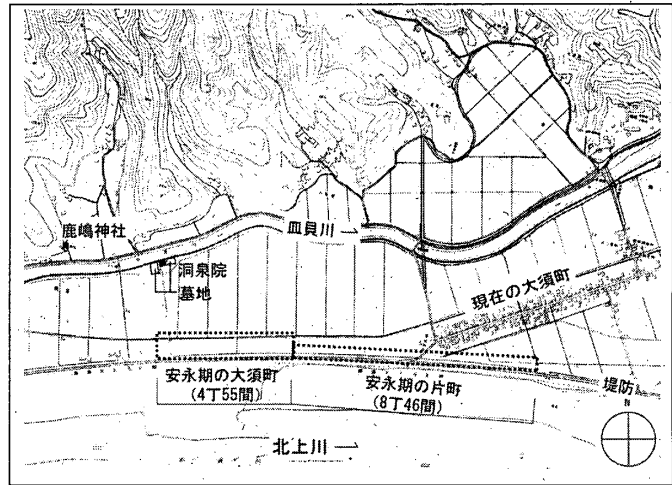 鹿嶋神社
皿貝川
洞泉院
墓地
現在の大須町
安永期の大須町
(4丁55間)
安永期の片町
(8丁46間)
堤防
北上川